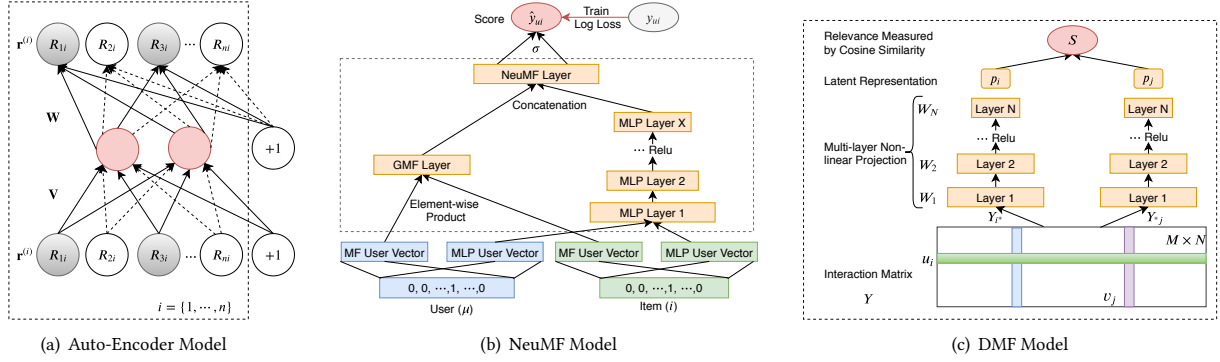 r(i)
R1i
R2i
R3i
...
Rni
W
+1
V
r(i)
R1i
R2i
R3i
...
Rni
+1
i = {1, ⋯, n}
(a) Auto-Encoder Model
Score
ŷui
Train
Log Loss
yui
σ
NeuMF Layer
Concatenation
MLP Layer X
... Relu
GMF Layer
MLP Layer 2
Element-wise
Product
MLP Layer 1
MF User Vector
MLP User Vector
MF User Vector
MLP User Vector
0, 0, ⋯,1, ⋯,0
0, 0, ⋯,1, ⋯,0
User (μ)
Item (i)
(b) NeuMF Model
Relevance Measured
by Cosine Similarity
S
Latent Representation
pi
pj
WN
Layer N
Layer N
... Relu
... Relu
Multi-layer Non-
linear Projection
W2
Layer 2
Layer 2
W1
Layer 1
Layer 1
Yi*
Y*j
M × N
ui
Interaction Matrix
Y
vj
(c) DMF Model